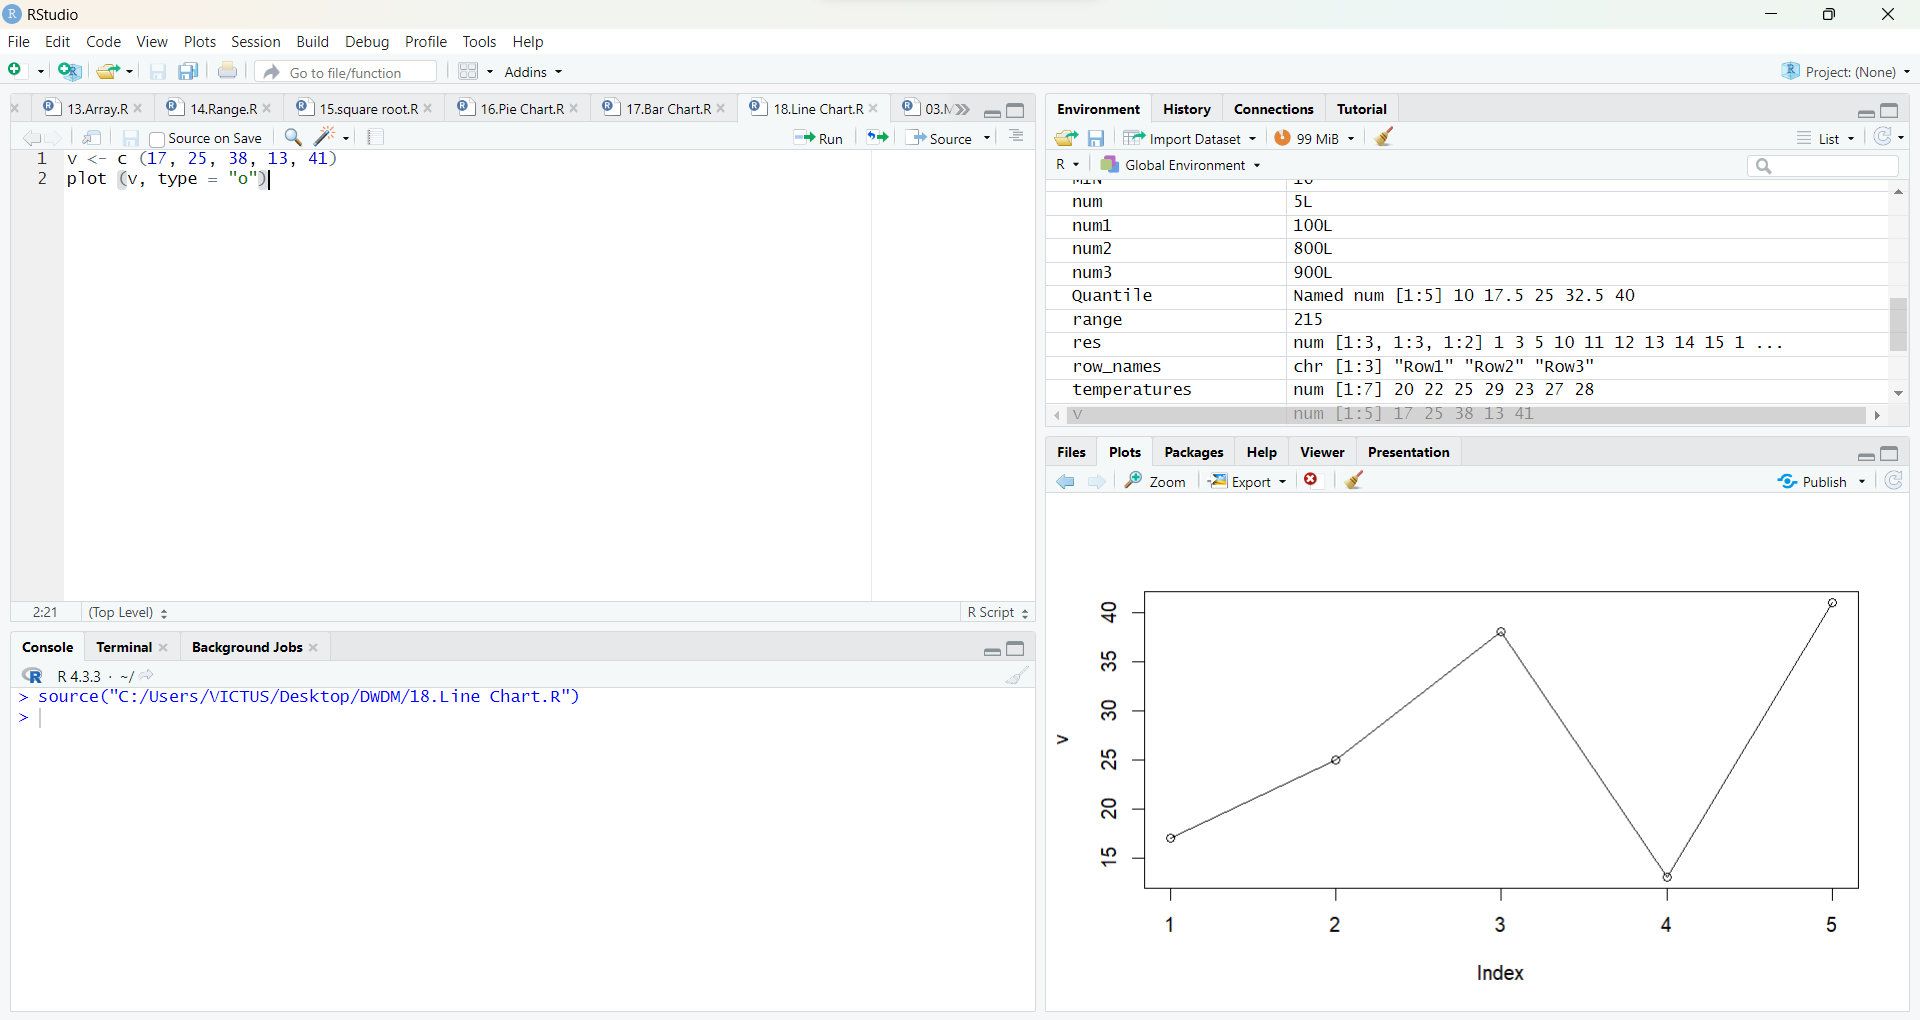 RStudio
File Edit Code View Plots Session Build Debug Profile Tools Help
Go to file/function Addins Project: (None)
13.Array.R 14.Range.R 15.square root.R 16.Pie Chart.R 17.Bar Chart.R 18.Line Chart.R 03.M
Source on Save Run Source
1 v <- c (17, 25, 38, 13, 41)
2 plot (v, type = "o")
2:21 (Top Level) R Script
Console Terminal Background Jobs
R 4.3.3 · ~/
> source("C:/Users/VICTUS/Desktop/DWDM/18.Line Chart.R")
>
Environment History Connections Tutorial
Import Dataset 99 MiB List
R Global Environment
num 5L
num1 100L
num2 800L
num3 900L
Quantile Named num [1:5] 10 17.5 25 32.5 40
range 215
res num [1:3, 1:3, 1:2] 1 3 5 10 11 12 13 14 15 1 ...
row_names chr [1:3] "Row1" "Row2" "Row3"
temperatures num [1:7] 20 22 25 29 23 27 28
v num [1:5] 17 25 38 13 41
Files Plots Packages Help Viewer Presentation
Zoom Export Publish
40
35
30
v
25
20
15
1 2 3 4 5
Index